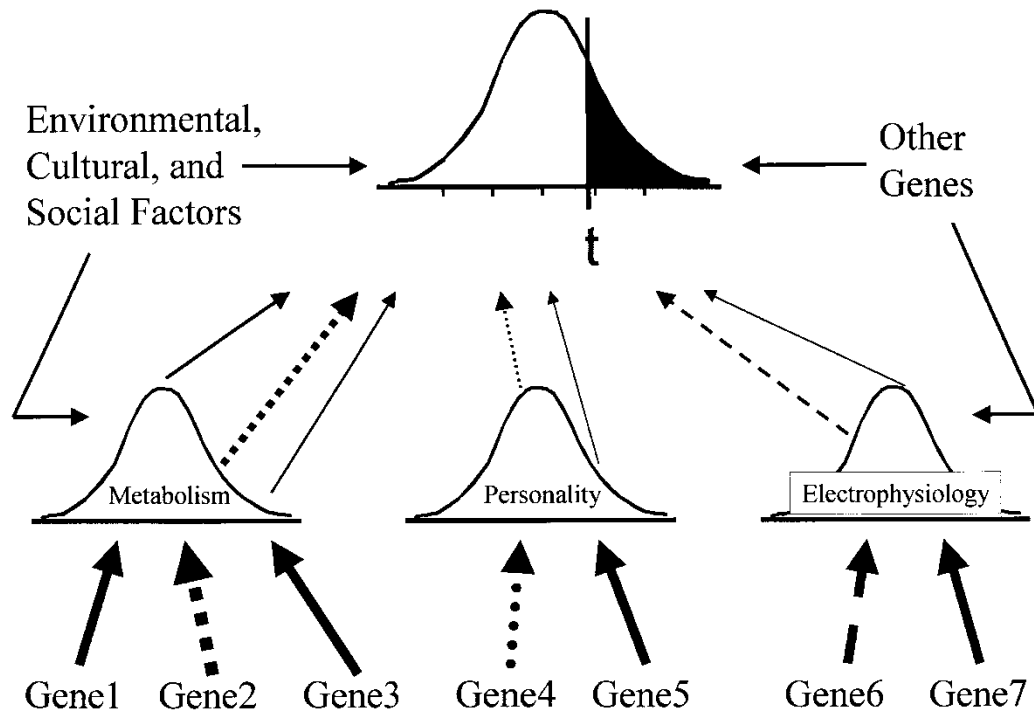 Environmental,
Cultural, and
Social Factors
Other
Genes
t
Metabolism
Personality
Electrophysiology
Gene1 Gene2 Gene3 Gene4 Gene5 Gene6 Gene7